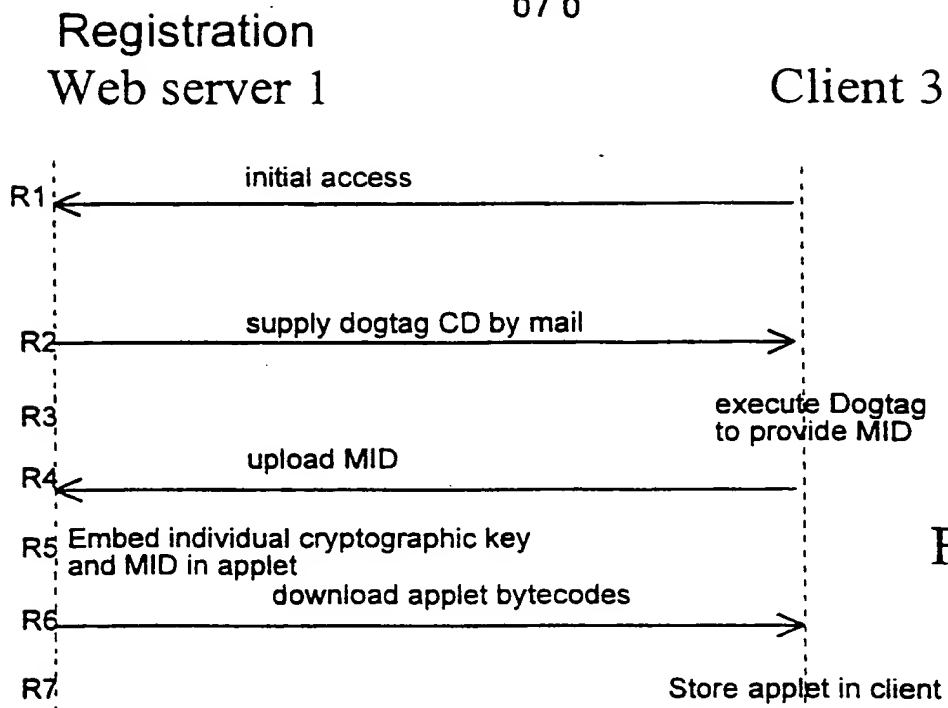 Registration
Web server 1
Client 3
R1
initial access
R2
supply dogtag CD by mail
R3
execute Dogtag
to provide MID
R4
upload MID
R5
Embed individual cryptographic key
and MID in applet
R6
download applet bytecodes
R7
Store applet in client